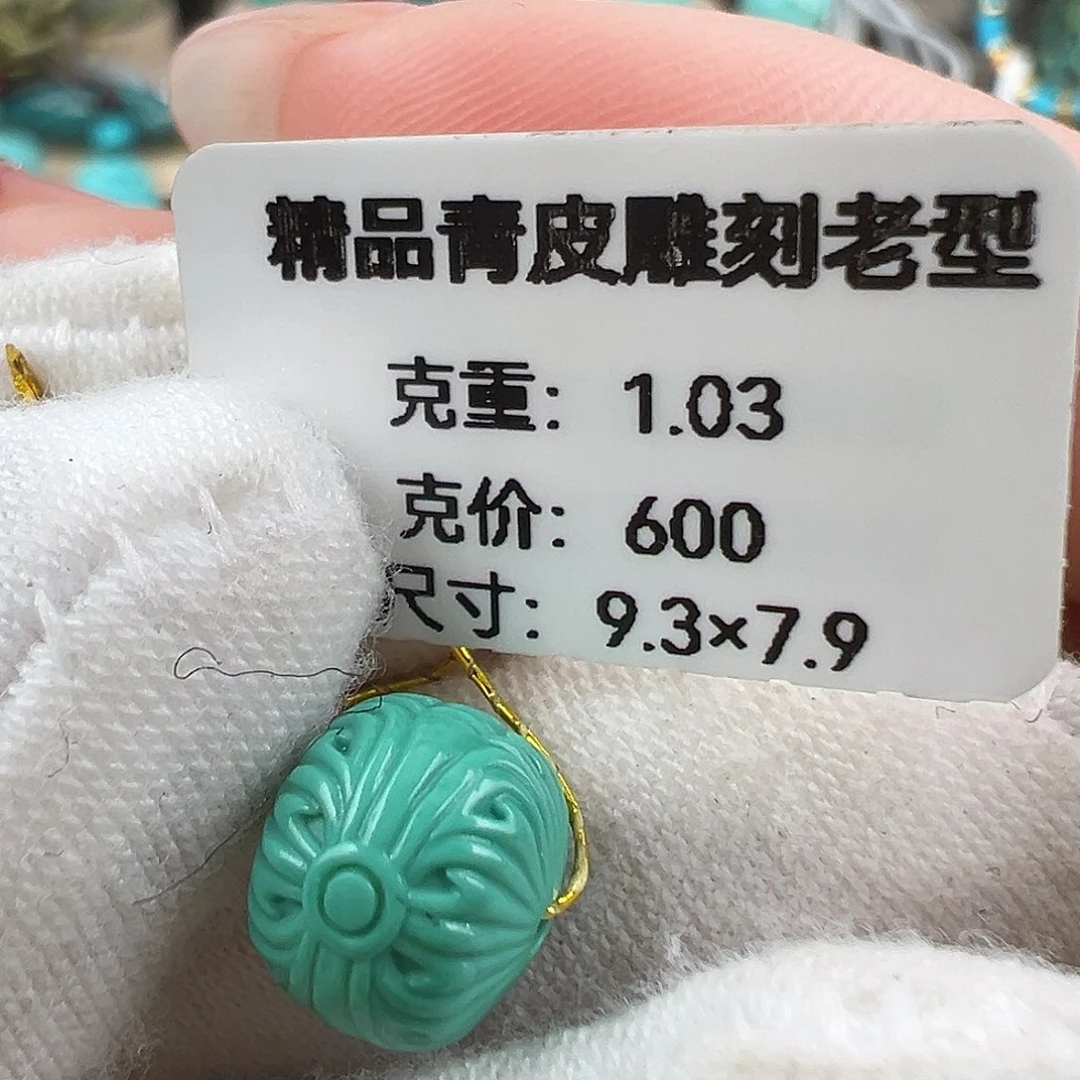 精品青皮雕刻老型
克重: 1.03
克价: 600
尺寸: 9.3×7.9